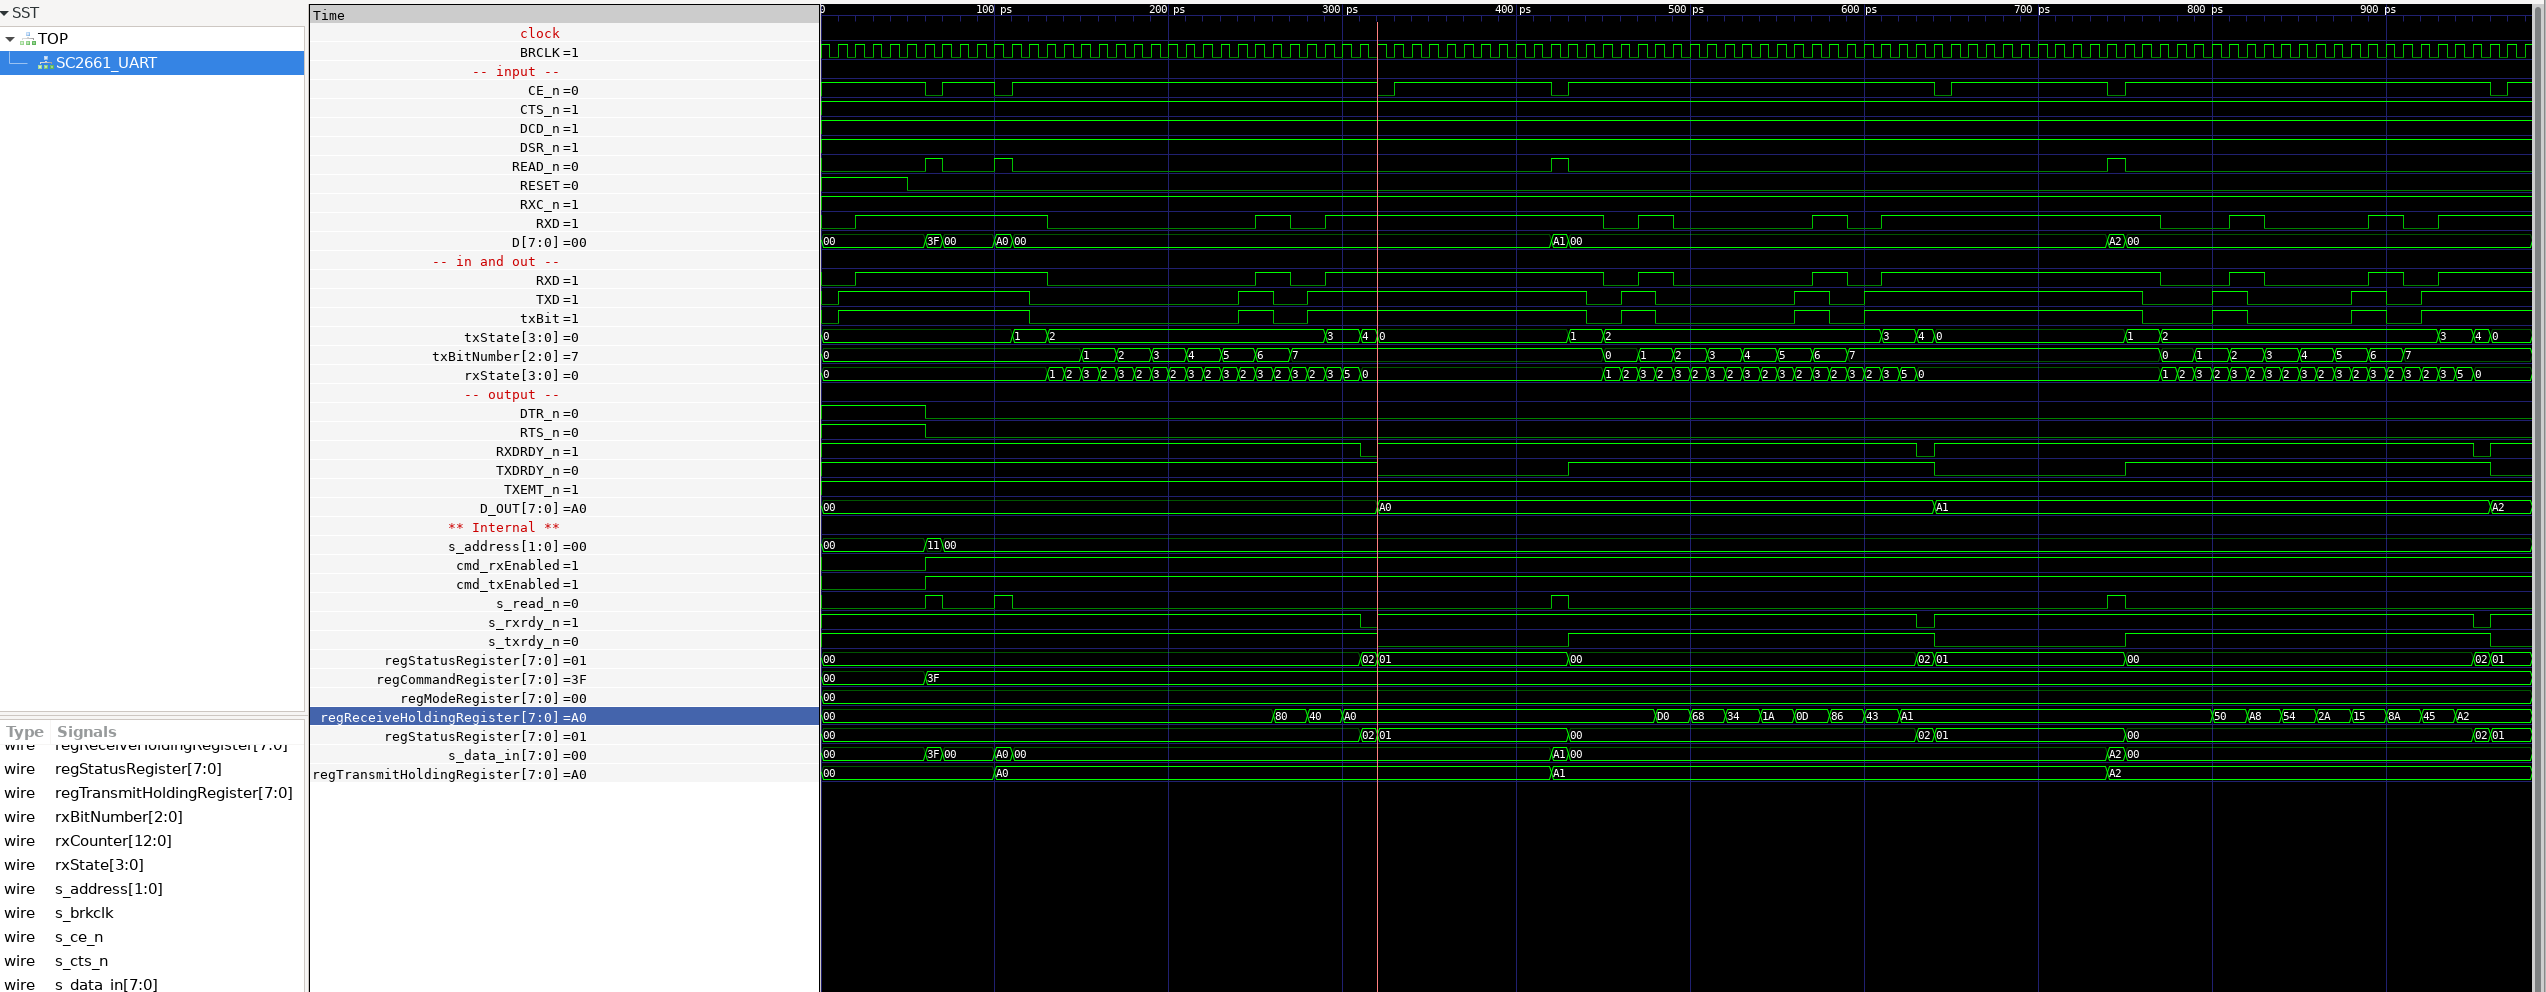 SST
TOP
SC2661_UART
Type Signals
wire regReceiveHoldingRegister[7:0]
wire regStatusRegister[7:0]
wire regTransmitHoldingRegister[7:0]
wire rxBitNumber[2:0]
wire rxCounter[12:0]
wire rxState[3:0]
wire s_address[1:0]
wire s_brkclk
wire s_ce_n
wire s_cts_n
wire s_data_in[7:0]
Time 0 100 ps 200 ps 300 ps 400 ps 500 ps 600 ps 700 ps 800 ps 900 ps
clock
BRCLK=1
-- input --
CE_n=0
CTS_n=1
DCD_n=1
DSR_n=1
READ_n=0
RESET=0
RXC_n=1
RXD=1
D[7:0]=00 00 3F 00 A0 00 A1 00 A2 00
-- in and out --
RXD=1
TXD=1
txBit=1
txState[3:0]=0 0 1 2 3 4 0 1 2 3 4 0 1 2 3 4 0
txBitNumber[2:0]=7 0 1 2 3 4 5 6 7 0 1 2 3 4 5 6 7 0 1 2 3 4 5 6 7
rxState[3:0]=0 0 1 2 3 2 3 2 3 2 3 2 3 2 3 2 3 2 3 5 0 1 2 3 2 3 2 3 2 3 2 3 2 3 2 3 2 3 5 0 1 2 3 2 3 2 3 2 3 2 3 2 3 2 3 2 3 5 0
-- output --
DTR_n=0
RTS_n=0
RXDRDY_n=1
TXDRDY_n=0
TXEMT_n=1
D_OUT[7:0]=A0 00 A0 A1 A2
** Internal **
s_address[1:0]=00 00 11 00
cmd_rxEnabled=1
cmd_txEnabled=1
s_read_n=0
s_rxrdy_n=1
s_txrdy_n=0
regStatusRegister[7:0]=01 00 02 01 00 02 01 00 02 01
regCommandRegister[7:0]=3F 00 3F
regModeRegister[7:0]=00 00
regReceiveHoldingRegister[7:0]=A0 00 80 40 A0 D0 68 34 1A 0D 86 43 A1 50 A8 54 2A 15 8A 45 A2
regStatusRegister[7:0]=01 00 02 01 00 02 01 00 02 01
s_data_in[7:0]=00 00 3F 00 A0 00 A1 00 A2 00
regTransmitHoldingRegister[7:0]=A0 00 A0 A1 A2